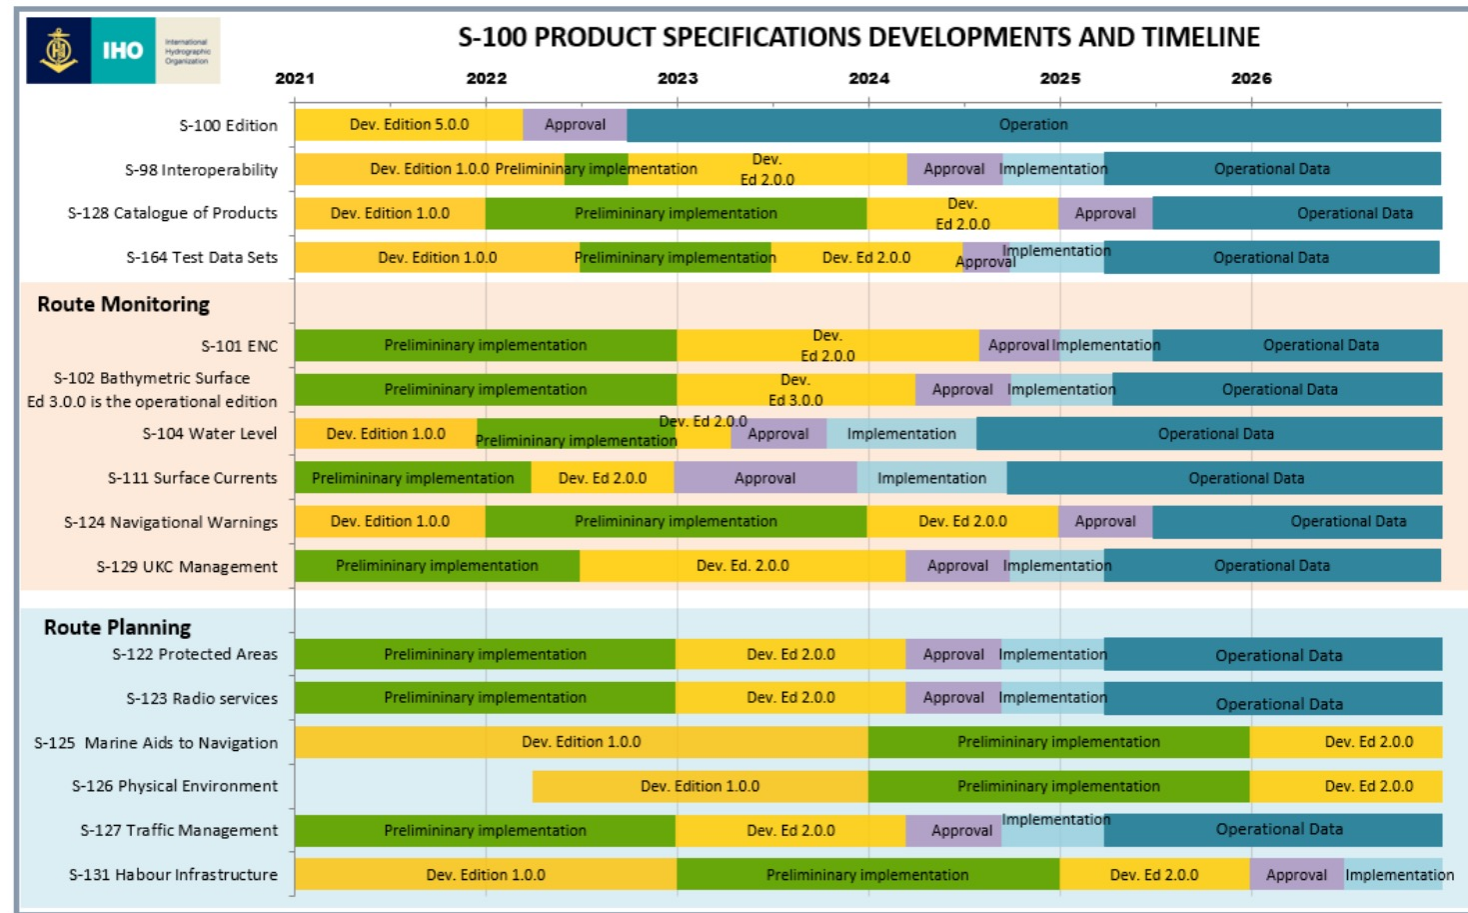 IHO
International
Hydrographic
Organization
S-100 PRODUCT SPECIFICATIONS DEVELOPMENTS AND TIMELINE
2021 2022 2023 2024 2025 2026
S-100 Edition Dev. Edition 5.0.0 Approval Operation
S-98 Interoperability Dev. Edition 1.0.0 Prelimininary implementation Dev. Ed 2.0.0 Approval Implementation Operational Data
S-128 Catalogue of Products Dev. Edition 1.0.0 Prelimininary implementation Dev. Ed 2.0.0 Approval Operational Data
S-164 Test Data Sets Dev. Edition 1.0.0 Prelimininary implementation Dev. Ed 2.0.0 Approval Implementation Operational Data
Route Monitoring
S-101 ENC Prelimininary implementation Dev. Ed 2.0.0 Approval Implementation Operational Data
S-102 Bathymetric Surface
Ed 3.0.0 is the operational edition Prelimininary implementation Dev. Ed 3.0.0 Approval Implementation Operational Data
S-104 Water Level Dev. Edition 1.0.0 Prelimininary implementation Dev. Ed 2.0.0 Approval Implementation Operational Data
S-111 Surface Currents Prelimininary implementation Dev. Ed 2.0.0 Approval Implementation Operational Data
S-124 Navigational Warnings Dev. Edition 1.0.0 Prelimininary implementation Dev. Ed 2.0.0 Approval Operational Data
S-129 UKC Management Prelimininary implementation Dev. Ed. 2.0.0 Approval Implementation Operational Data
Route Planning
S-122 Protected Areas Prelimininary implementation Dev. Ed 2.0.0 Approval Implementation Operational Data
S-123 Radio services Prelimininary implementation Dev. Ed 2.0.0 Approval Implementation Operational Data
S-125 Marine Aids to Navigation Dev. Edition 1.0.0 Prelimininary implementation Dev. Ed 2.0.0
S-126 Physical Environment Dev. Edition 1.0.0 Prelimininary implementation Dev. Ed 2.0.0
S-127 Traffic Management Prelimininary implementation Dev. Ed 2.0.0 Approval Implementation Operational Data
S-131 Habour Infrastructure Dev. Edition 1.0.0 Prelimininary implementation Dev. Ed 2.0.0 Approval Implementation